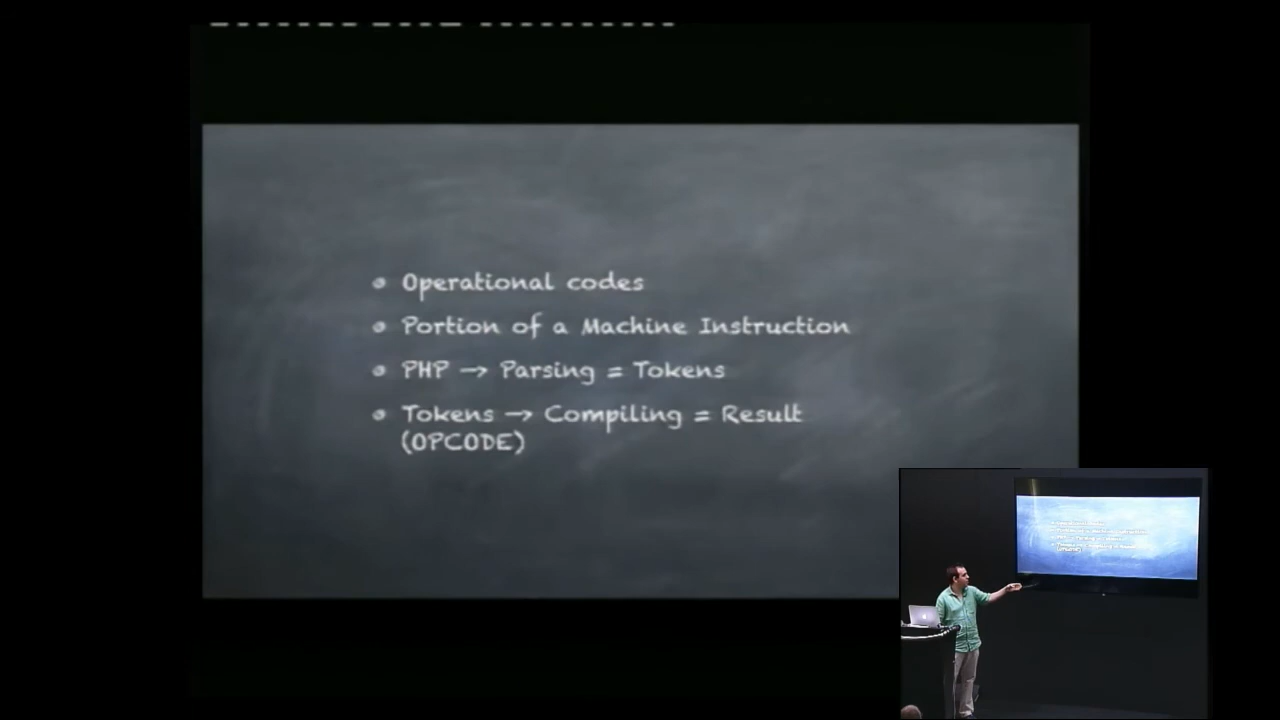 Operational codes
Portion of a Machine Instruction
PHP → Parsing = Tokens
Tokens → Compiling = Result
(OPCODE)